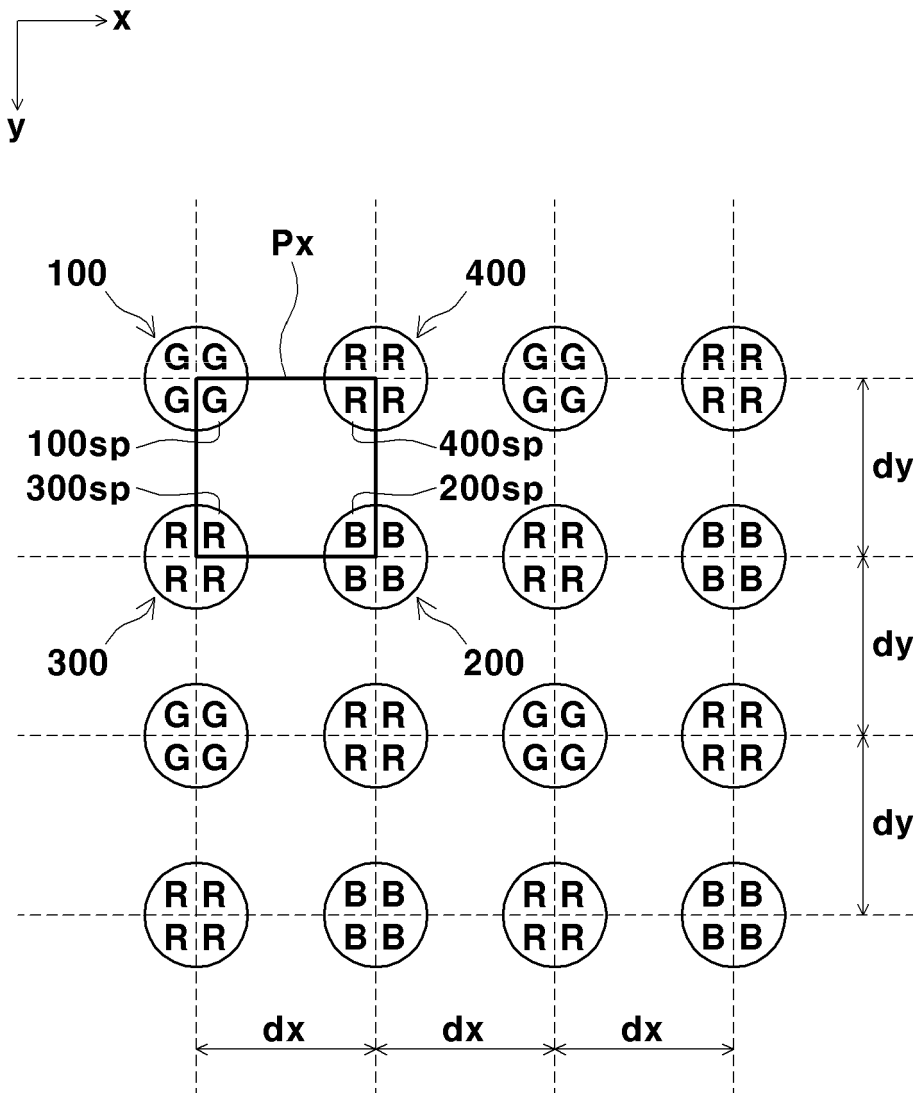 x
y
Px
100 400
G G R R G G R R
G G R R G G R R
100sp 400sp
dy
300sp 200sp
R R B B R R B B
R R B B R R B B
dy
300 200
G G R R G G R R
G G R R G G R R
dy
R R B B R R B B
R R B B R R B B
dx dx dx